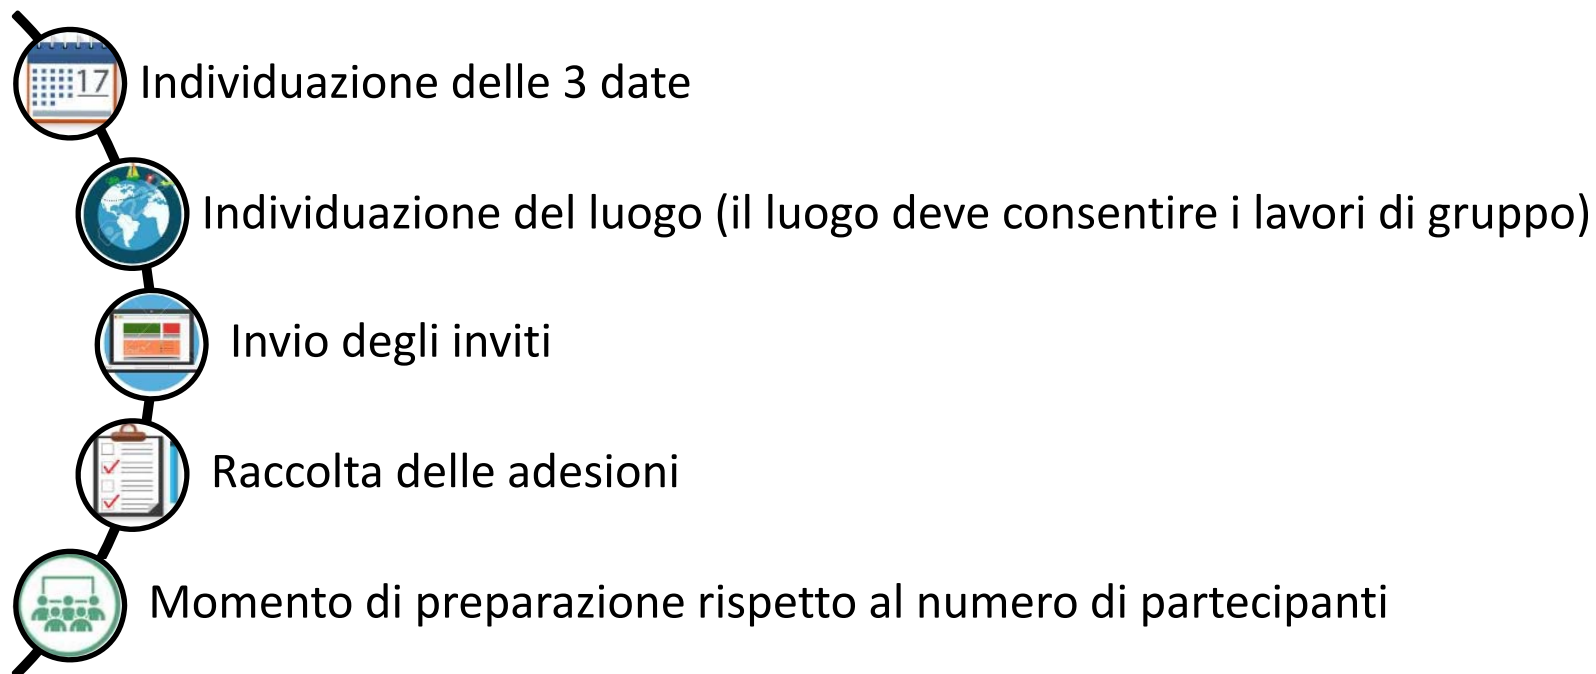 17
Individuazione delle 3 date
Individuazione del luogo (il luogo deve consentire i lavori di gruppo)
Invio degli inviti
Raccolta delle adesioni
Momento di preparazione rispetto al numero di partecipanti